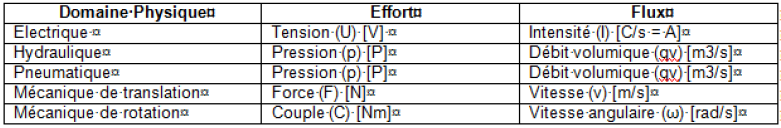 Domaine·Physique¤ Effort¤ Flux¤
Electrique·¤ Tension·(U)·[V]·¤ Intensité·(I)·[C/s·=·A]¤
Hydraulique¤ Pression·(p)·[P]¤ Débit·volumique·(qv)·[m3/s]¤
Pneumatique¤ Pression·(p)·[P]¤ Débit·volumique·(qv)·[m3/s]¤
Mécanique·de·translation¤ Force·(F)·[N]¤ Vitesse·(v)·[m/s]¤
Mécanique·de·rotation¤ Couple·(C)·[Nm]¤ Vitesse·angulaire·(ω)·[rad/s]¤